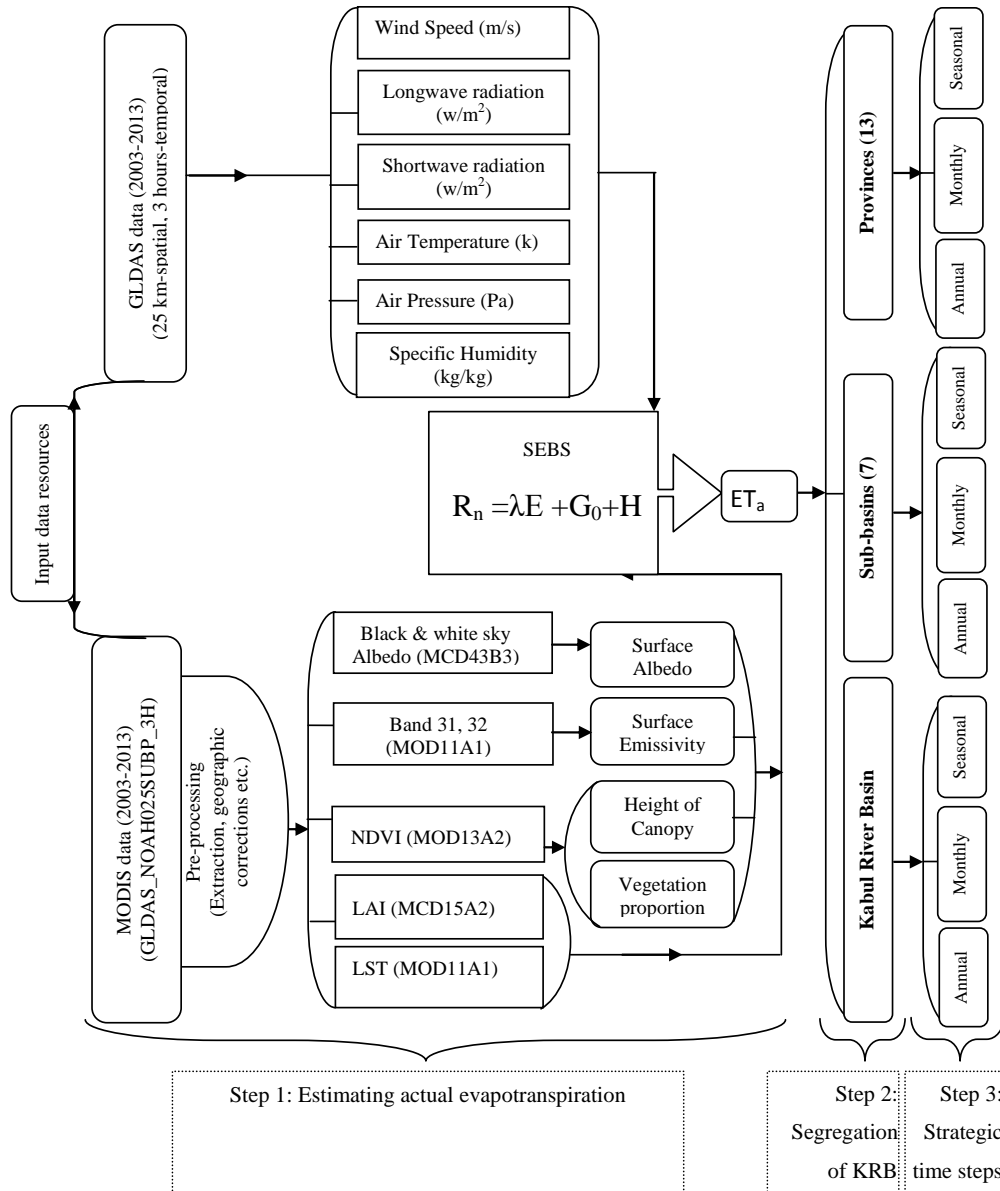 Input data resources
GLDAS data (2003-2013)
(25 km-spatial, 3 hours-temporal)
Wind Speed (m/s)
Longwave radiation
(w/m²)
Shortwave radiation
(w/m²)
Air Temperature (k)
Air Pressure (Pa)
Specific Humidity
(kg/kg)
SEBS
Rₙ =λE +G₀+H
ETₐ
MODIS data (2003-2013)
(GLDAS_NOAH025SUBP_3H)
Pre-processing
(Extraction, geographic
corrections etc.)
Black & white sky
Albedo (MCD43B3)
Band 31, 32
(MOD11A1)
NDVI (MOD13A2)
LAI (MCD15A2)
LST (MOD11A1)
Surface
Albedo
Surface
Emissivity
Height of
Canopy
Vegetation
proportion
Provinces (13)
Seasonal
Monthly
Annual
Sub-basins (7)
Seasonal
Monthly
Annual
Kabul River Basin
Seasonal
Monthly
Annual
Step 1: Estimating actual evapotranspiration
Step 2:
Segregation
of KRB
Step 3:
Strategic
time steps